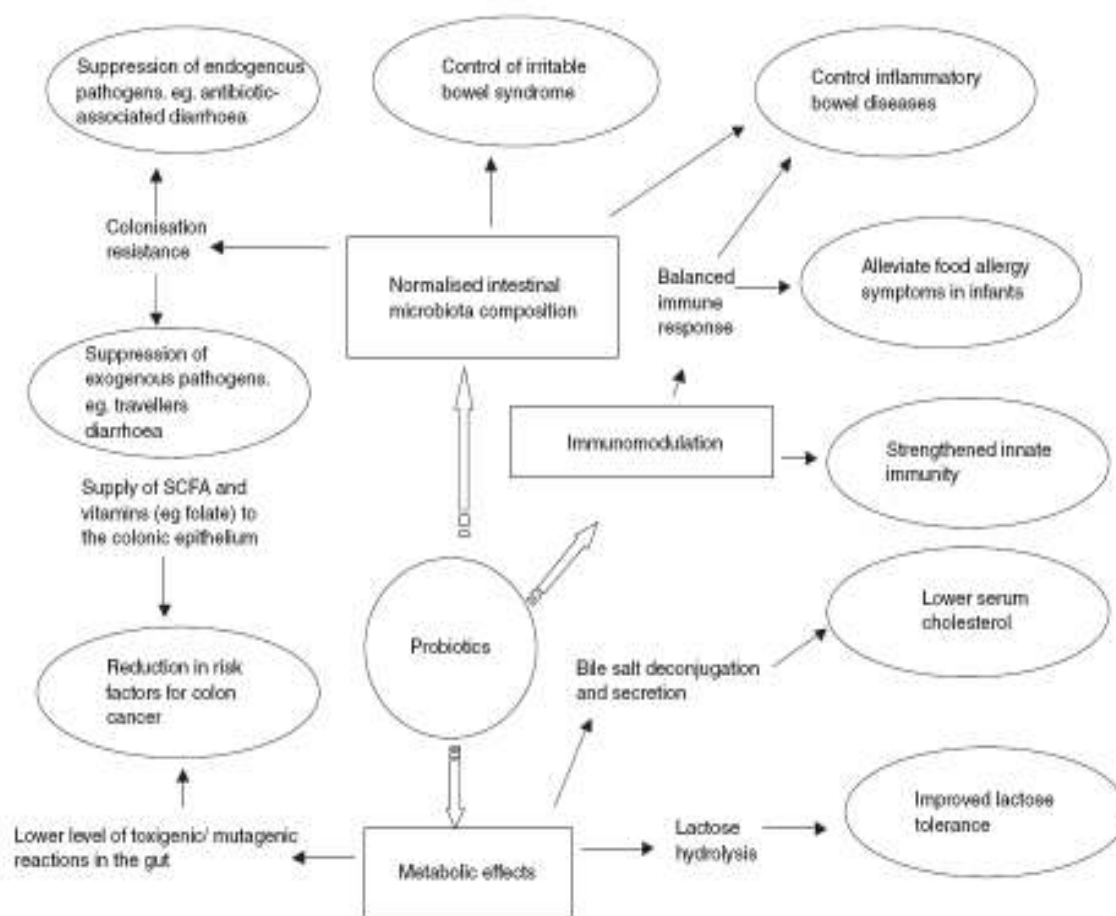 Suppression of endogenous
pathogens, eg. antibiotic-
associated diarrhoea
Control of irritable
bowel syndrome
Control inflammatory
bowel diseases
Colonisation
resistance
Normalised intestinal
microbiota composition
Balanced
immune
response
Alleviate food allergy
symptoms in infants
Suppression of
exogenous pathogens,
eg. travellers
diarrhoea
Immunomodulation
Strengthened innate
immunity
Supply of SCFA and
vitamins (eg folate) to
the colonic epithelium
Lower serum
cholesterol
Probiotics
Reduction in risk
factors for colon
cancer
Bile salt deconjugation
and secretion
Improved lactose
tolerance
Lower level of toxigenic/ mutagenic
reactions in the gut
Metabolic effects
Lactose
hydrolysis